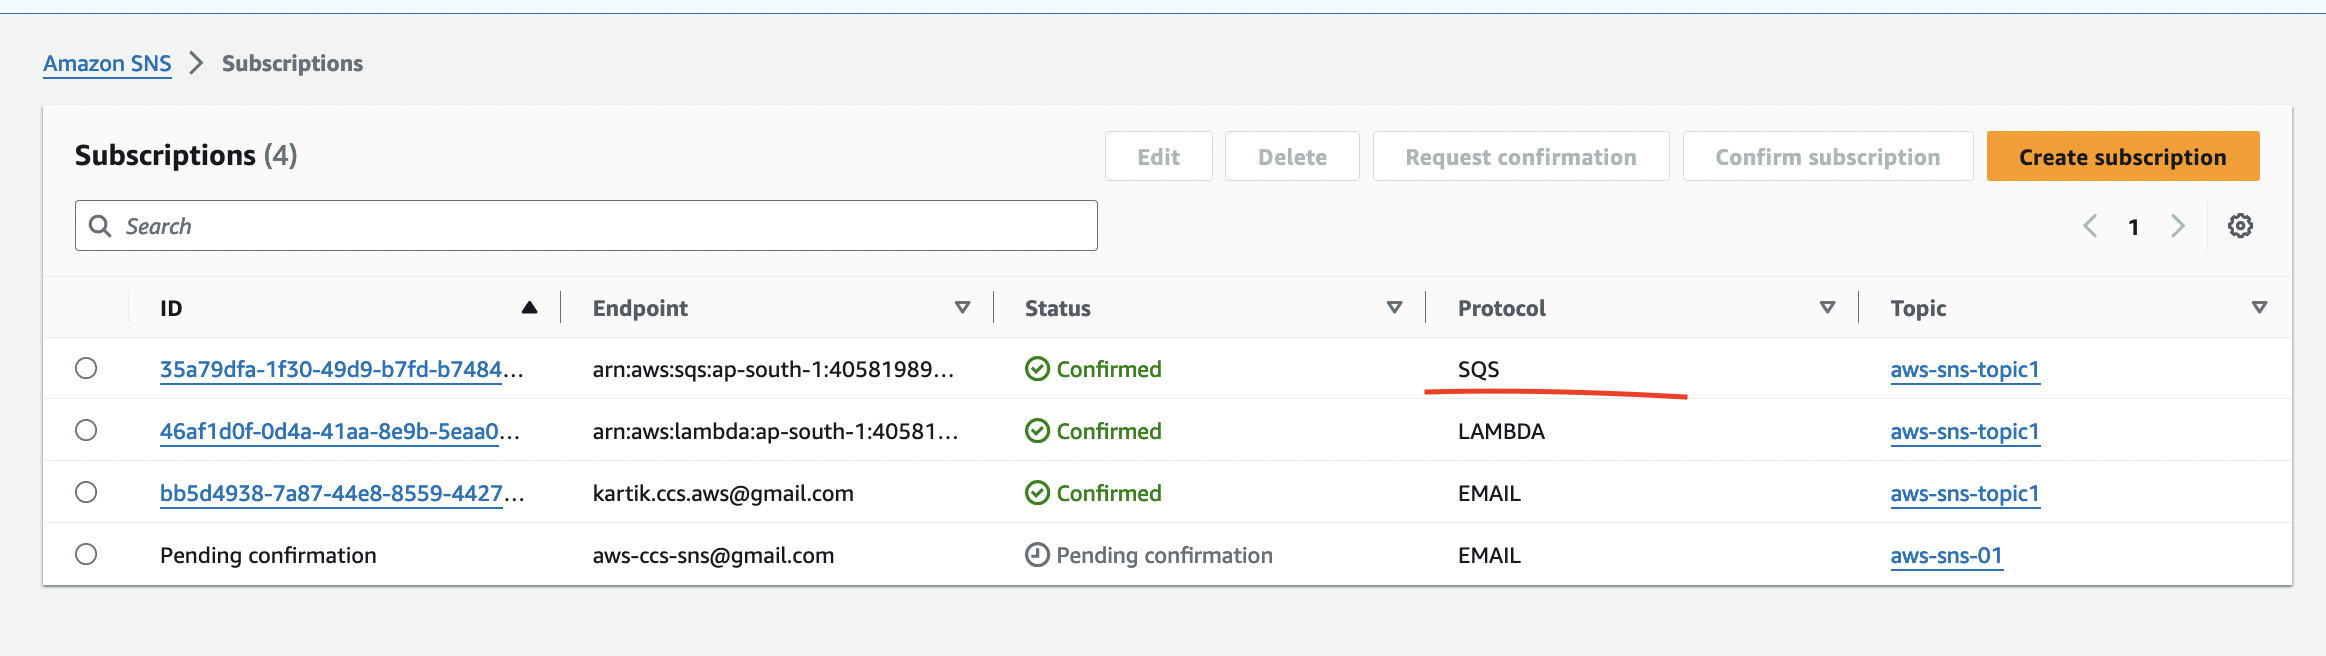 Amazon SNS > Subscriptions
Subscriptions (4) Edit Delete Request confirmation Confirm subscription Create subscription
Search 1
ID Endpoint Status Protocol Topic
35a79dfa-1f30-49d9-b7fd-b7484... arn:aws:sqs:ap-south-1:40581989... Confirmed SQS aws-sns-topic1
46af1d0f-0d4a-41aa-8e9b-5eaa0... arn:aws:lambda:ap-south-1:40581... Confirmed LAMBDA aws-sns-topic1
bb5d4938-7a87-44e8-8559-4427... kartik.ccs.aws@gmail.com Confirmed EMAIL aws-sns-topic1
Pending confirmation aws-ccs-sns@gmail.com Pending confirmation EMAIL aws-sns-01